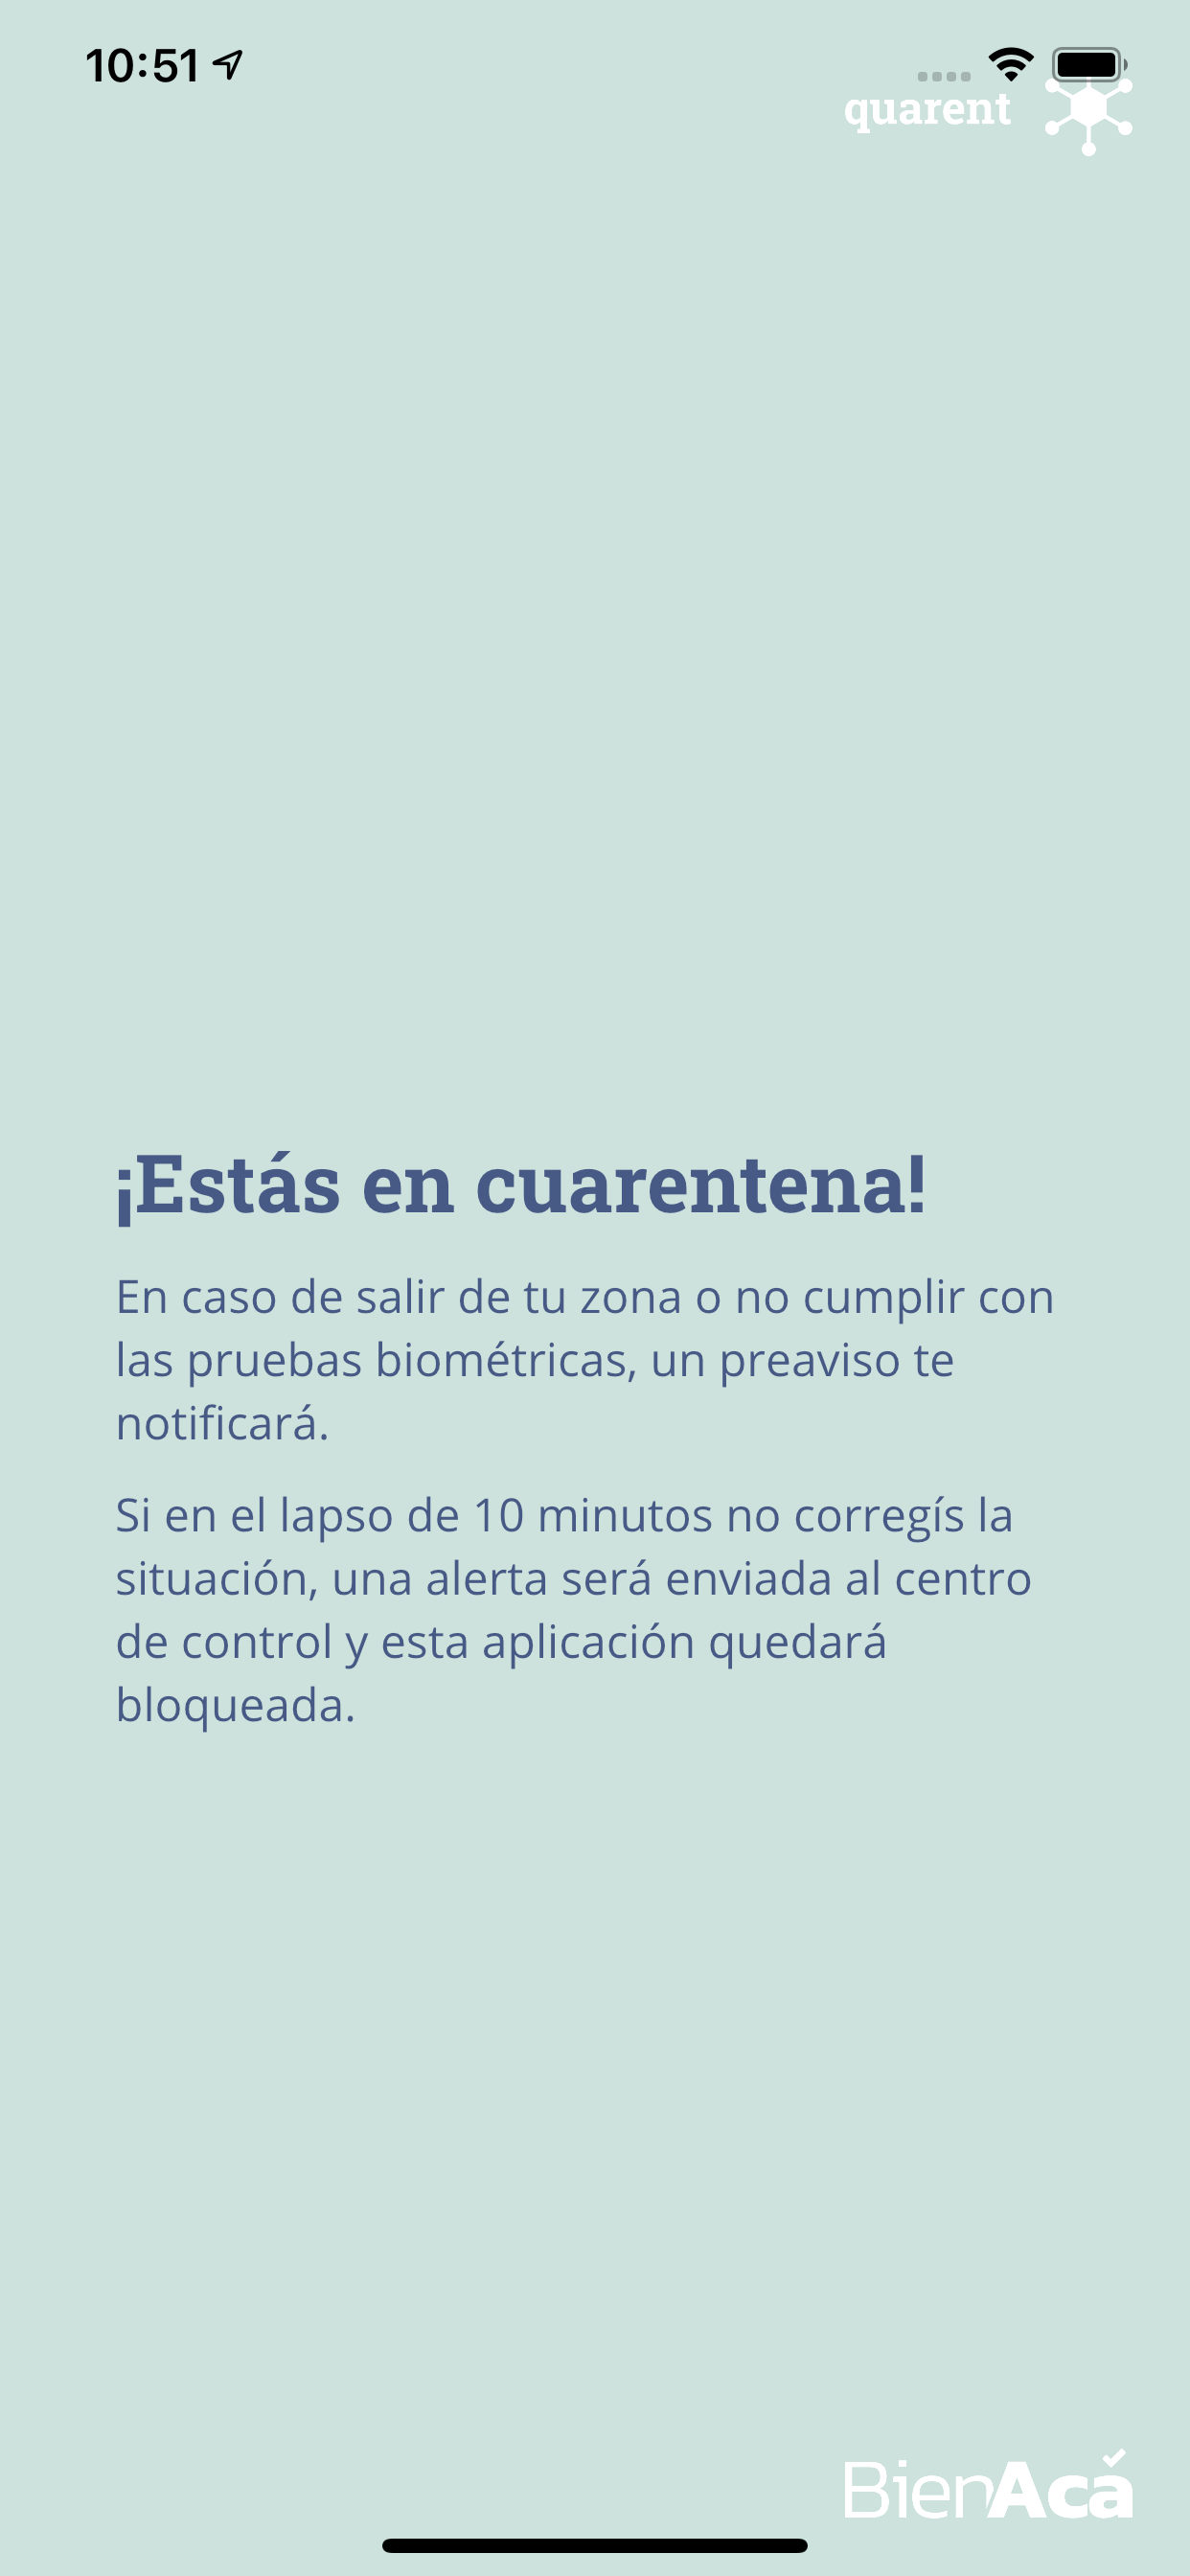 10:51
quarent
¡Estás en cuarentena!
En caso de salir de tu zona o no cumplir con
las pruebas biométricas, un preaviso te
notificará.
Si en el lapso de 10 minutos no corregís la
situación, una alerta será enviada al centro
de control y esta aplicación quedará
bloqueada.
BienAcá